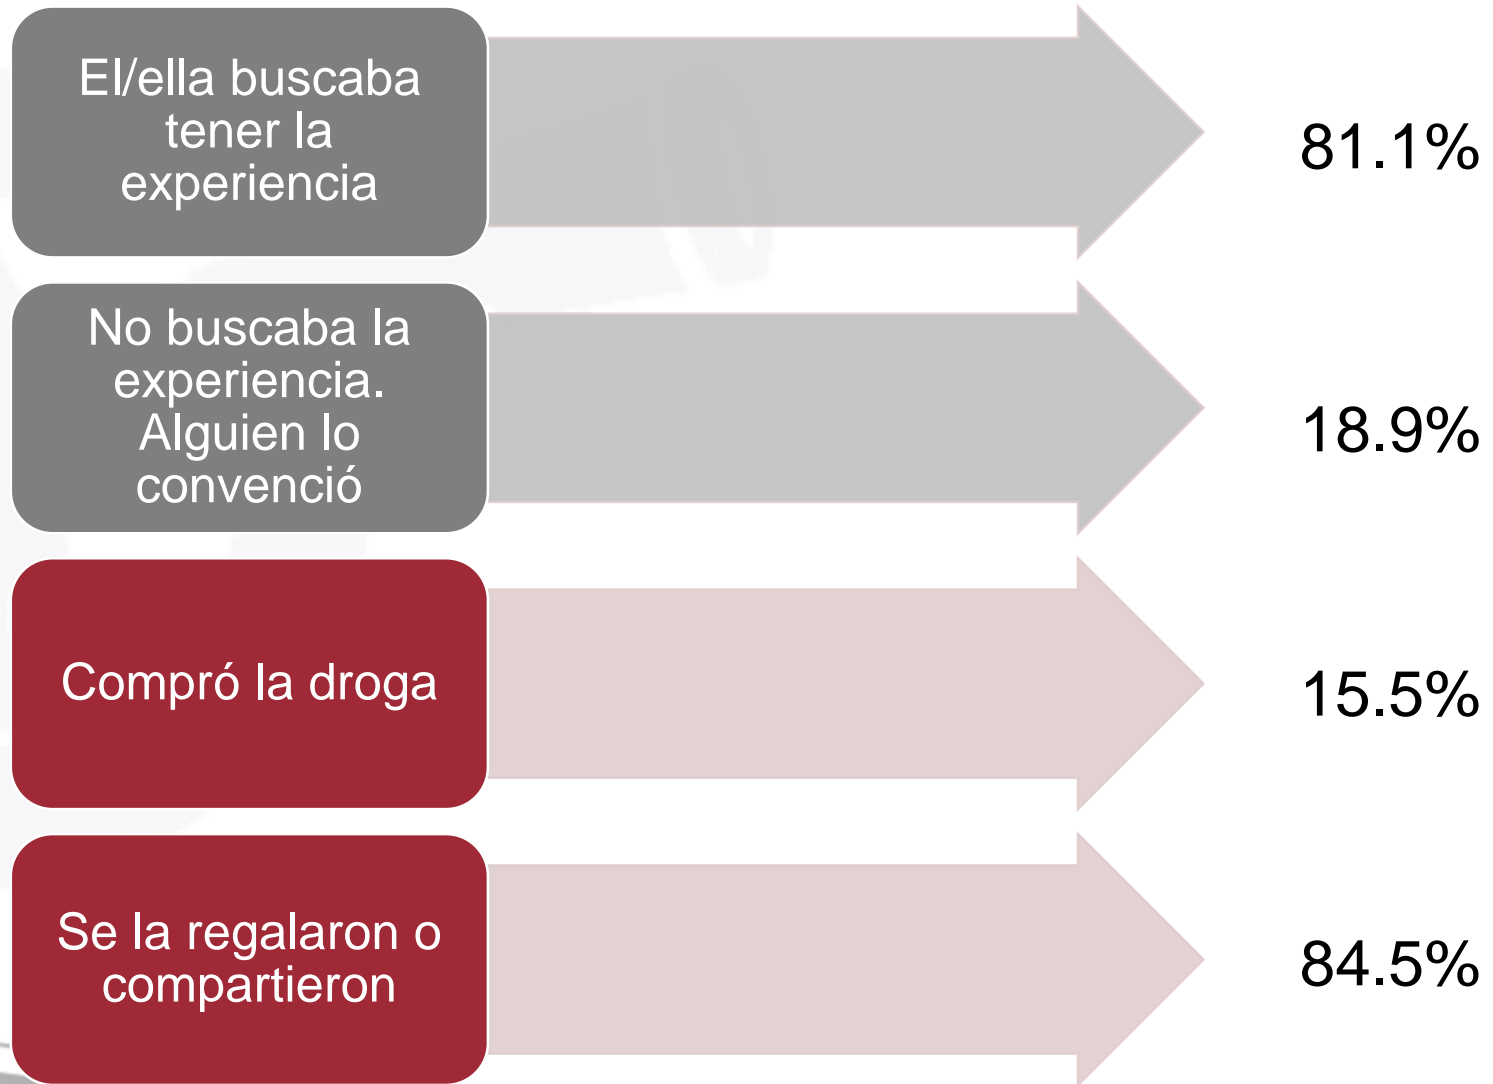 El/ella buscaba
tener la
experiencia
81.1%
No buscaba la
experiencia.
Alguien lo
convenció
18.9%
Compró la droga
15.5%
Se la regalaron o
compartieron
84.5%